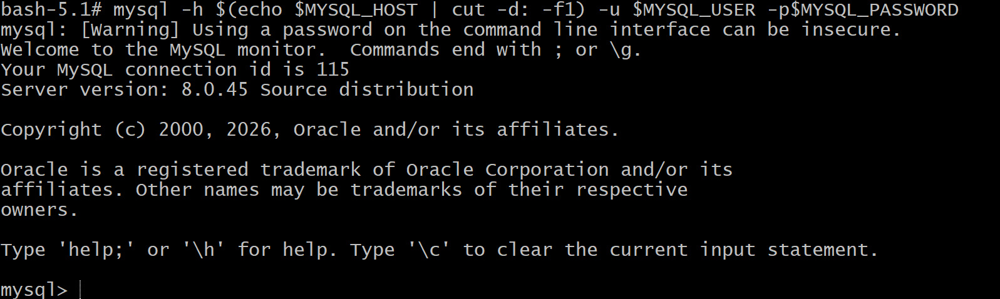 bash-5.1# mysql -h $(echo $MYSQL_HOST | cut -d: -f1) -u $MYSQL_USER -p$MYSQL_PASSWORD
mysql: [Warning] Using a password on the command line interface can be insecure.
Welcome to the MySQL monitor.  Commands end with ; or \g.
Your MySQL connection id is 115
Server version: 8.0.45 Source distribution

Copyright (c) 2000, 2026, Oracle and/or its affiliates.

Oracle is a registered trademark of Oracle Corporation and/or its
affiliates. Other names may be trademarks of their respective
owners.

Type 'help;' or '\h' for help. Type '\c' to clear the current input statement.

mysql>